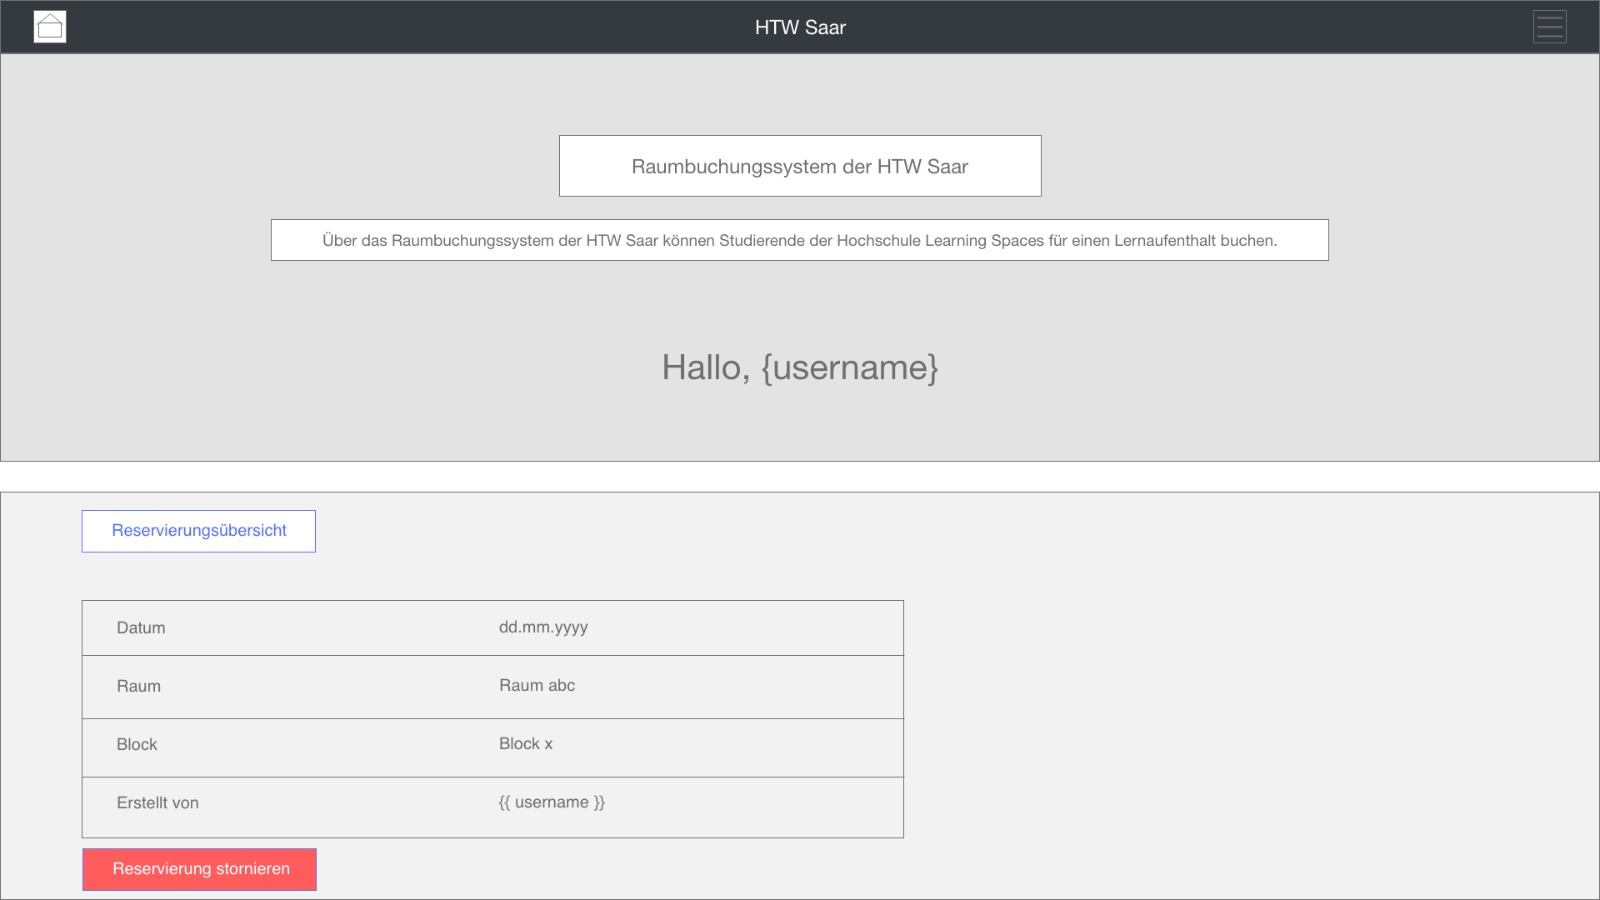 HTW Saar
Raumbuchungssystem der HTW Saar
Über das Raumbuchungssystem der HTW Saar können Studierende der Hochschule Learning Spaces für einen Lernaufenthalt buchen.
Hallo, {username}
Reservierungsübersicht
Datum dd.mm.yyyy
Raum Raum abc
Block Block x
Erstellt von {{ username }}
Reservierung stornieren